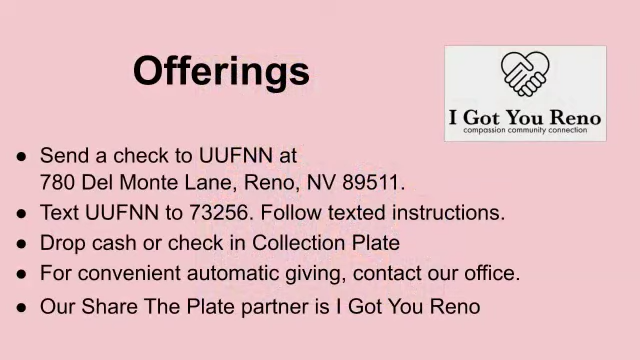 Offerings
I Got You Reno
compassion community connection
● Send a check to UUFNN at
780 Del Monte Lane, Reno, NV 89511.
● Text UUFNN to 73256. Follow texted instructions.
● Drop cash or check in Collection Plate
● For convenient automatic giving, contact our office.
● Our Share The Plate partner is I Got You Reno